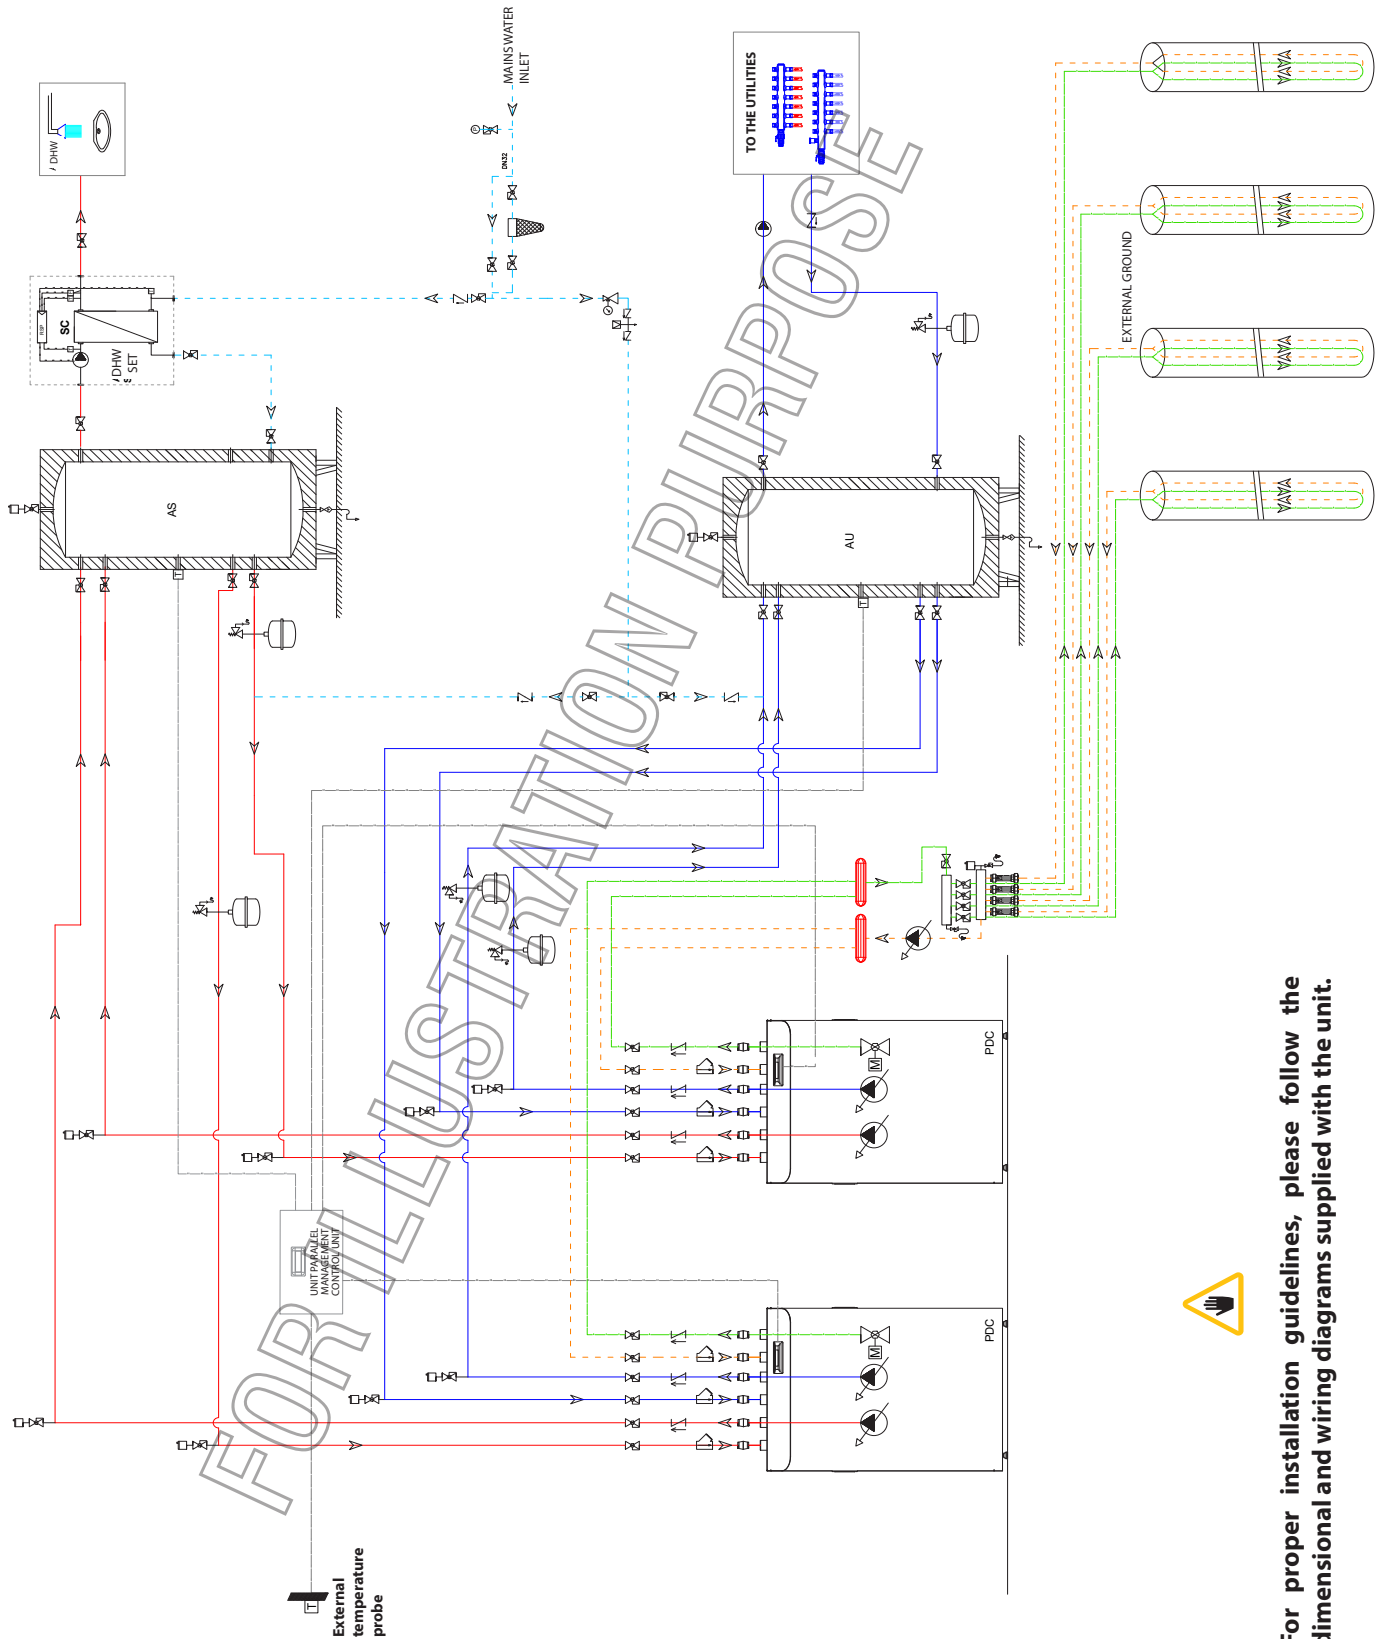 DHW
MAINS WATER
INLET
TO THE UTILITIES
DN32
P
RSP
SC
DHW
SET
EXTERNAL GROUND
AS
AU
T
T
FOR ILLUSTRATION PURPOSE
UNIT PARALLEL
MANAGEMENT
CONTROL UNIT
M
PDC
M
PDC
T
External
temperature
probe
For proper installation guidelines, please follow the
dimensional and wiring diagrams supplied with the unit.